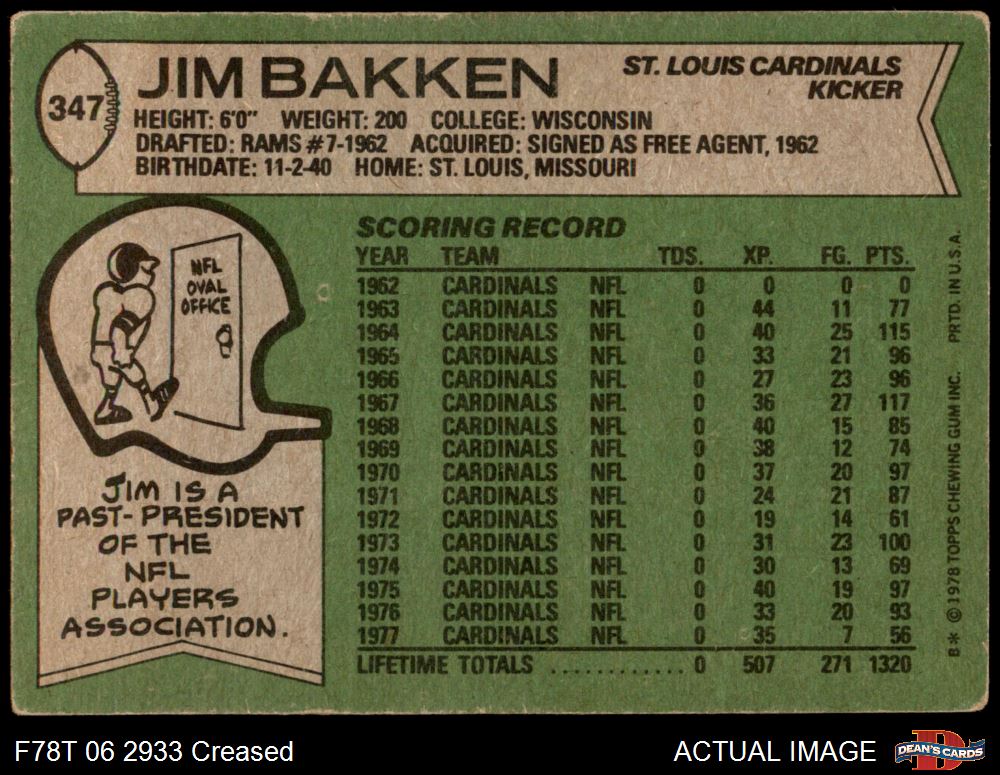 347
JIM BAKKEN
ST. LOUIS CARDINALS
KICKER
HEIGHT: 6'0" WEIGHT: 200 COLLEGE: WISCONSIN
DRAFTED: RAMS #7-1962 ACQUIRED: SIGNED AS FREE AGENT, 1962
BIRTHDATE: 11-2-40 HOME: ST. LOUIS, MISSOURI
NFL
OVAL
OFFICE
JIM IS A
PAST-PRESIDENT
OF THE
NFL
PLAYERS
ASSOCIATION.
SCORING RECORD
YEAR TEAM TDS. XP. FG. PTS.
1962 CARDINALS NFL 0 0 0 0
1963 CARDINALS NFL 0 44 11 77
1964 CARDINALS NFL 0 40 25 115
1965 CARDINALS NFL 0 33 21 96
1966 CARDINALS NFL 0 27 23 96
1967 CARDINALS NFL 0 36 27 117
1968 CARDINALS NFL 0 40 15 85
1969 CARDINALS NFL 0 38 12 74
1970 CARDINALS NFL 0 37 20 97
1971 CARDINALS NFL 0 24 21 87
1972 CARDINALS NFL 0 19 14 61
1973 CARDINALS NFL 0 31 23 100
1974 CARDINALS NFL 0 30 13 69
1975 CARDINALS NFL 0 40 19 97
1976 CARDINALS NFL 0 33 20 93
1977 CARDINALS NFL 0 35 7 56
LIFETIME TOTALS ............ 0 507 271 1320
B* © 1978 TOPPS CHEWING GUM INC. PRTD. IN U.S.A.
F78T 06 2933 Creased
ACTUAL IMAGE
DEAN'S CARDS